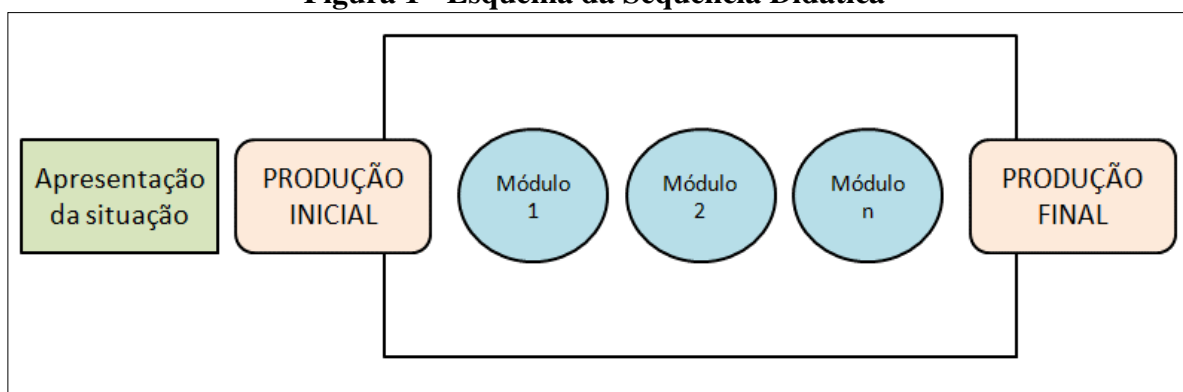 Figura 1 - Esquema da Sequência Didática
Apresentação
da situação
PRODUÇÃO
INICIAL
Módulo
1
Módulo
2
Módulo
n
PRODUÇÃO
FINAL